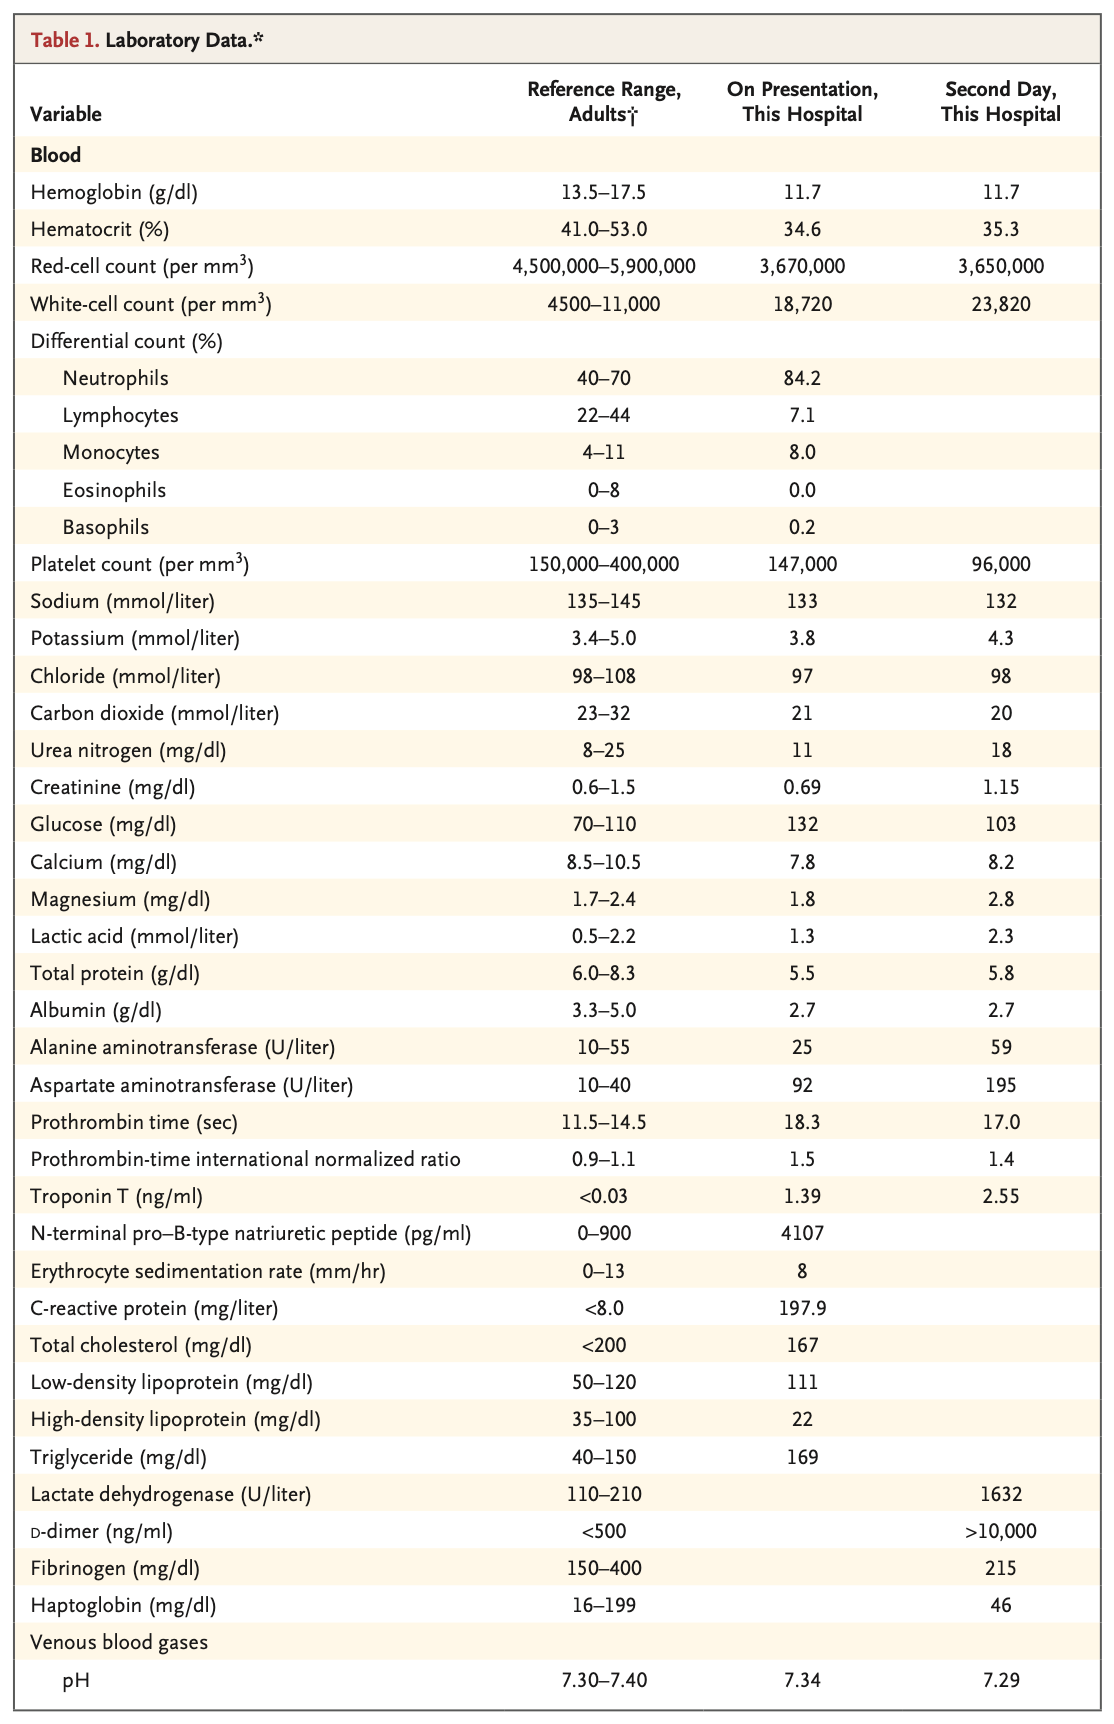 Table 1. Laboratory Data.*
Variable Reference Range, Adults† On Presentation, This Hospital Second Day, This Hospital
Blood
Hemoglobin (g/dl) 13.5–17.5 11.7 11.7
Hematocrit (%) 41.0–53.0 34.6 35.3
Red-cell count (per mm³) 4,500,000–5,900,000 3,670,000 3,650,000
White-cell count (per mm³) 4500–11,000 18,720 23,820
Differential count (%)
Neutrophils 40–70 84.2
Lymphocytes 22–44 7.1
Monocytes 4–11 8.0
Eosinophils 0–8 0.0
Basophils 0–3 0.2
Platelet count (per mm³) 150,000–400,000 147,000 96,000
Sodium (mmol/liter) 135–145 133 132
Potassium (mmol/liter) 3.4–5.0 3.8 4.3
Chloride (mmol/liter) 98–108 97 98
Carbon dioxide (mmol/liter) 23–32 21 20
Urea nitrogen (mg/dl) 8–25 11 18
Creatinine (mg/dl) 0.6–1.5 0.69 1.15
Glucose (mg/dl) 70–110 132 103
Calcium (mg/dl) 8.5–10.5 7.8 8.2
Magnesium (mg/dl) 1.7–2.4 1.8 2.8
Lactic acid (mmol/liter) 0.5–2.2 1.3 2.3
Total protein (g/dl) 6.0–8.3 5.5 5.8
Albumin (g/dl) 3.3–5.0 2.7 2.7
Alanine aminotransferase (U/liter) 10–55 25 59
Aspartate aminotransferase (U/liter) 10–40 92 195
Prothrombin time (sec) 11.5–14.5 18.3 17.0
Prothrombin-time international normalized ratio 0.9–1.1 1.5 1.4
Troponin T (ng/ml) <0.03 1.39 2.55
N-terminal pro–B-type natriuretic peptide (pg/ml) 0–900 4107
Erythrocyte sedimentation rate (mm/hr) 0–13 8
C-reactive protein (mg/liter) <8.0 197.9
Total cholesterol (mg/dl) <200 167
Low-density lipoprotein (mg/dl) 50–120 111
High-density lipoprotein (mg/dl) 35–100 22
Triglyceride (mg/dl) 40–150 169
Lactate dehydrogenase (U/liter) 110–210 1632
D-dimer (ng/ml) <500 >10,000
Fibrinogen (mg/dl) 150–400 215
Haptoglobin (mg/dl) 16–199 46
Venous blood gases
pH 7.30–7.40 7.34 7.29